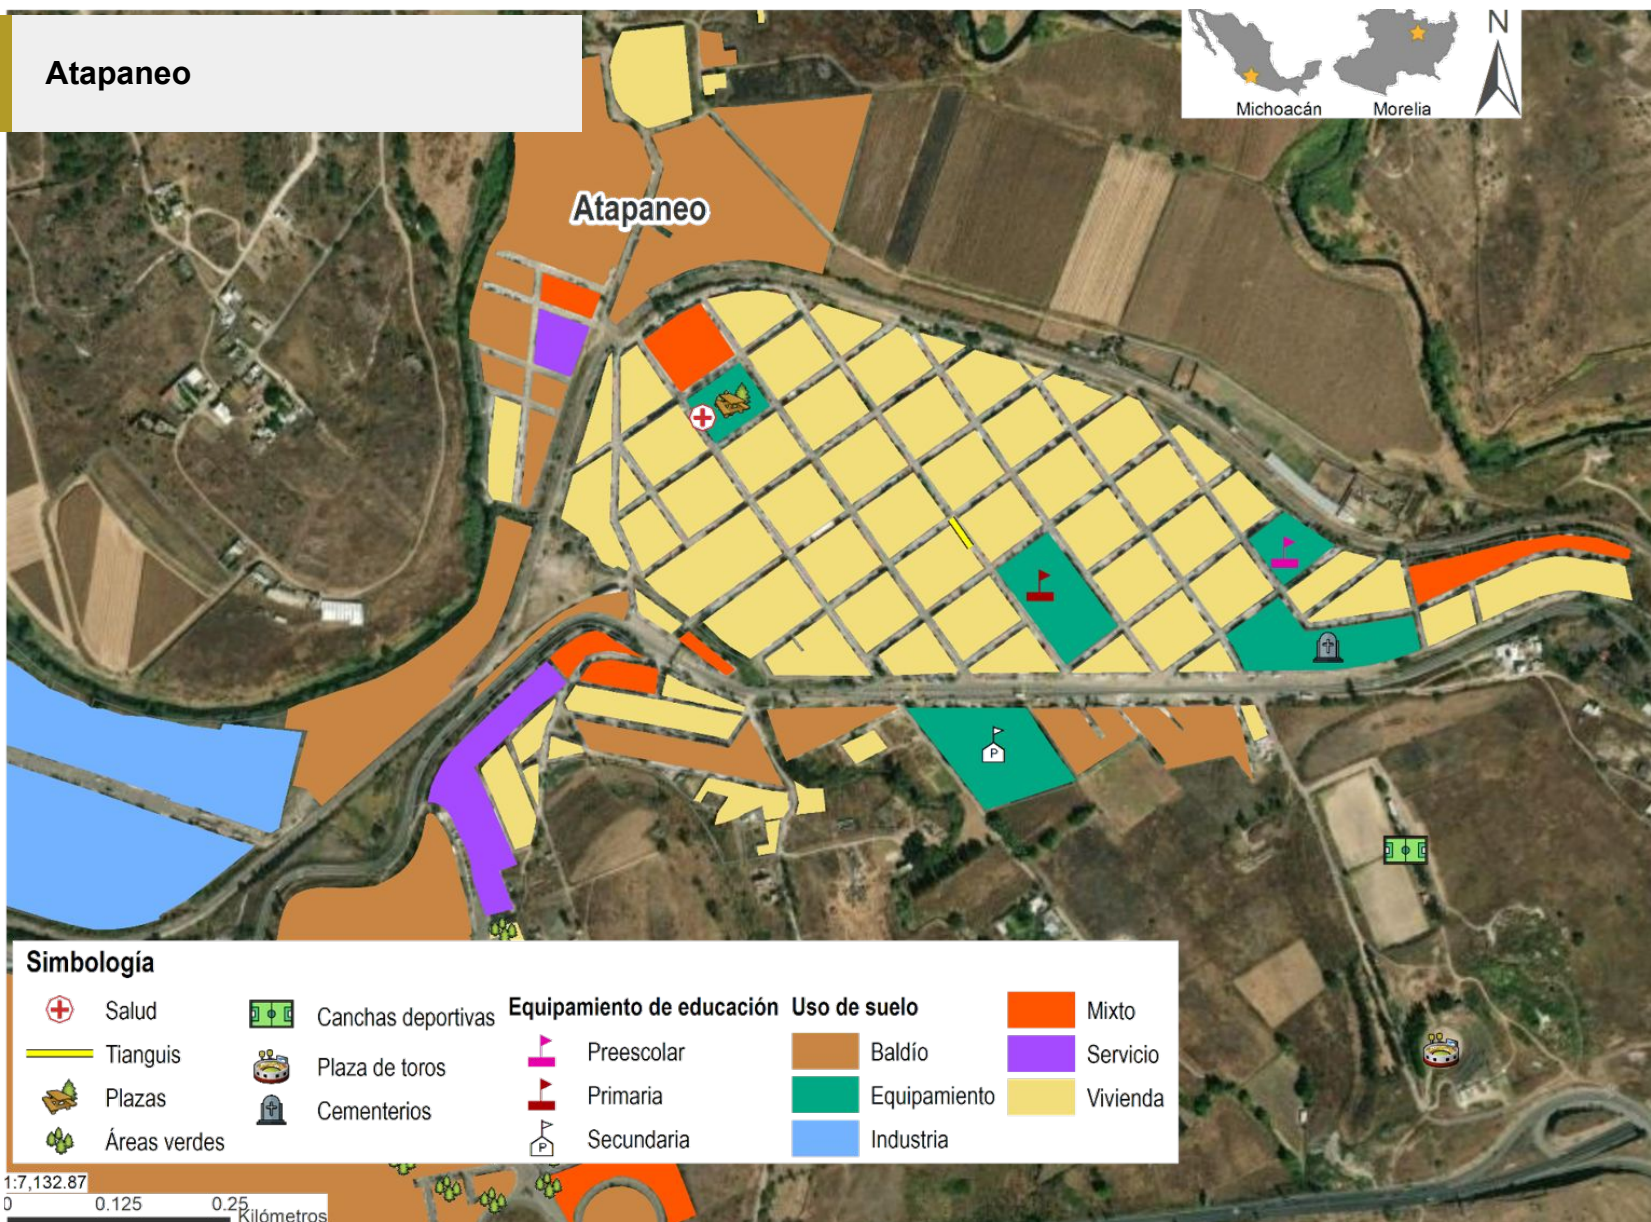 Atapaneo
N
Michoacán
Morelia
Atapaneo
Simbología
Salud
Tianguis
Plazas
Áreas verdes
Canchas deportivas
Plaza de toros
Cementerios
Equipamiento de educación
Preescolar
Primaria
P
Secundaria
Uso de suelo
Baldío
Equipamiento
Industria
Mixto
Servicio
Vivienda
P
1:7,132.87
0 0.125 0.25
Kilómetros